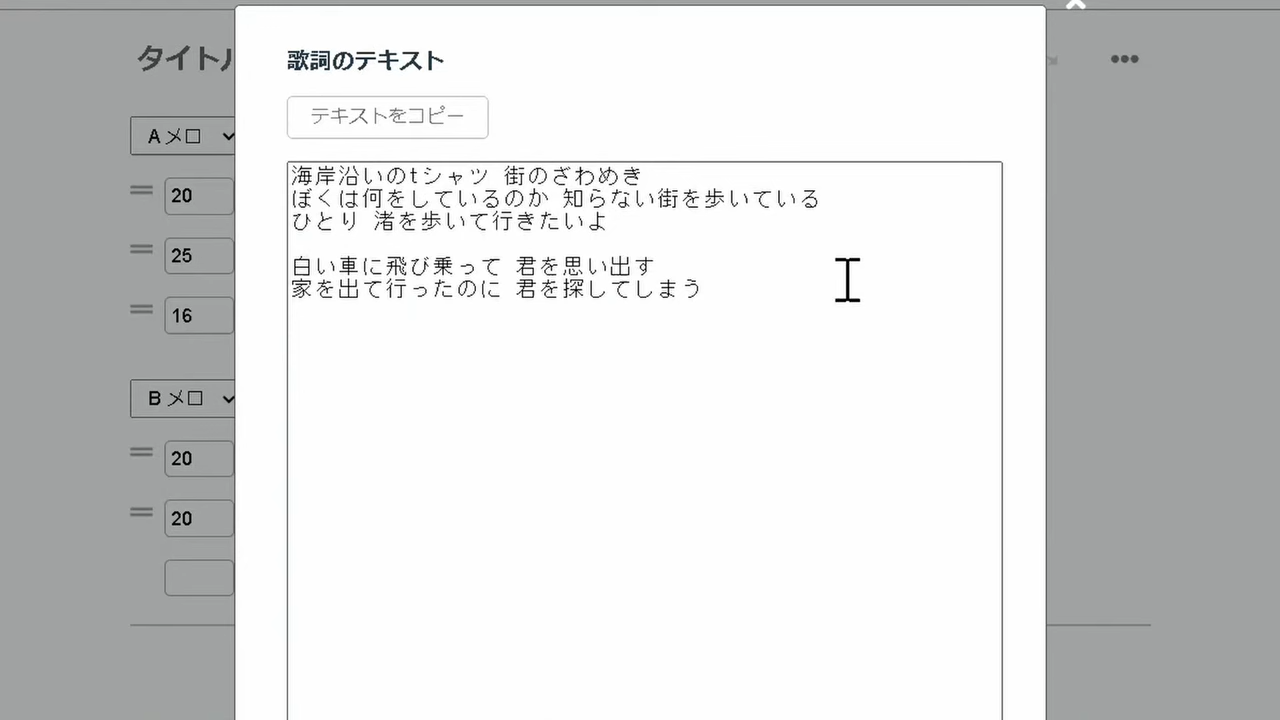 タイトル
歌詞のテキスト
テキストをコピー
Aメロ
20
25
16
Bメロ
20
20
海岸沿いのtシャツ 街のざわめき
ぼくは何をしているのか 知らない街を歩いている
ひとり 渚を歩いて行きたいよ
白い車に飛び乗って 君を思い出す
家を出て行ったのに 君を探してしまう